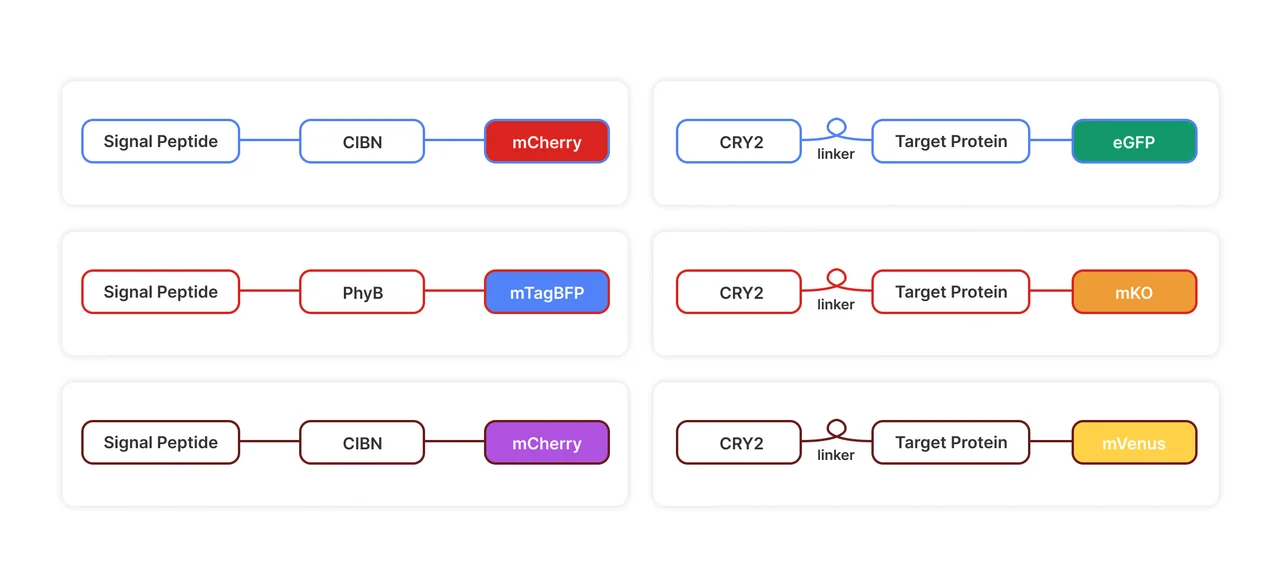 Signal Peptide CIBN mCherry CRY2 linker Target Protein eGFP
Signal Peptide PhyB mTagBFP CRY2 linker Target Protein mKO
Signal Peptide CIBN mCherry CRY2 linker Target Protein mVenus